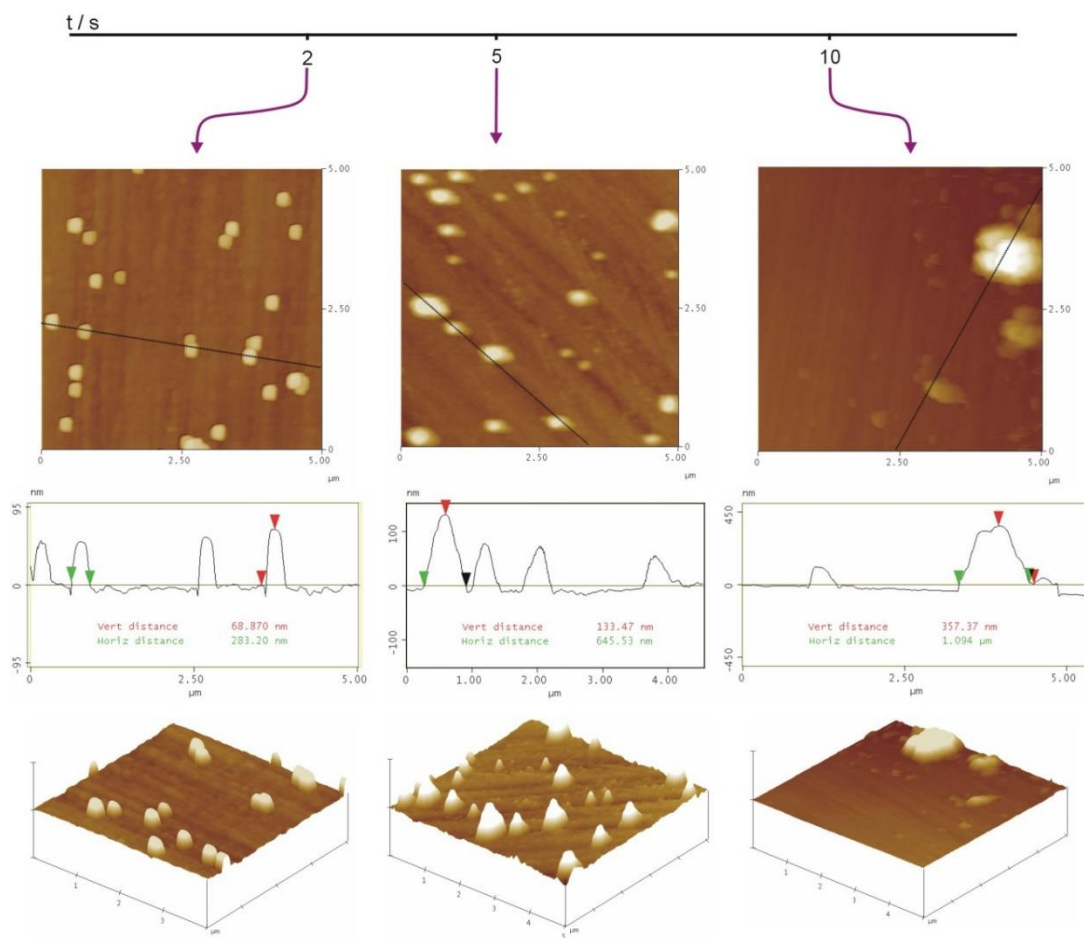 t / s
2 5 10
5.00 5.00 5.00
2.50 2.50 2.50
0 0 0
0 2.50 5.00 0 2.50 5.00 0 2.50 5.00
µm µm µm
nm nm nm
95
0
-95
Vert distance 68.870 nm
Horiz distance 283.20 nm
0 2.50 5.00
µm
100
0
-100
Vert distance 133.47 nm
Horiz distance 645.53 nm
0 1.00 2.00 3.00 4.00
µm
450
0
-450
Vert distance 357.37 nm
Horiz distance 1.094 µm
0 2.50 5.0
µm
1 2 3 µm
1 2 3 4 5 µm
1 2 3 4 µm